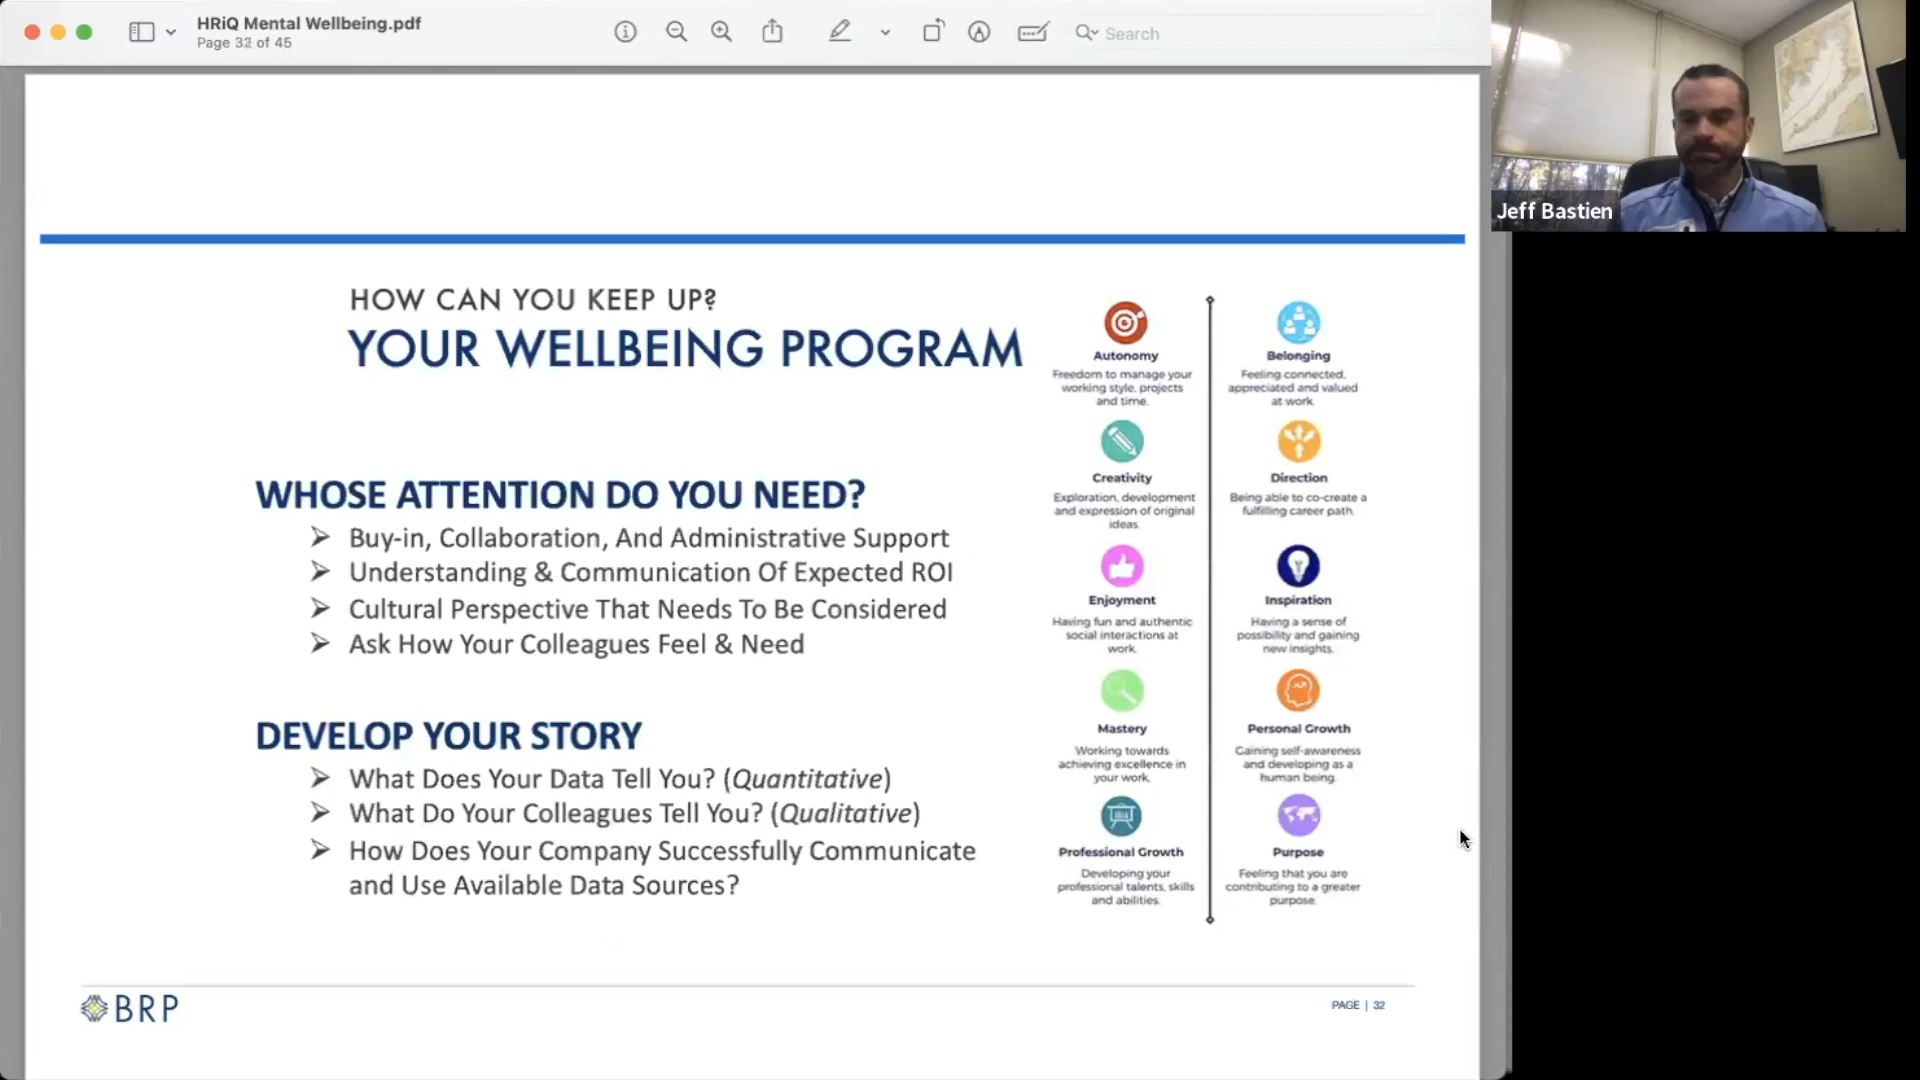 HRiQ Mental Wellbeing.pdf
Page 32 of 45
Search
Jeff Bastien
HOW CAN YOU KEEP UP?
YOUR WELLBEING PROGRAM
WHOSE ATTENTION DO YOU NEED?
➢ Buy-in, Collaboration, And Administrative Support
➢ Understanding & Communication Of Expected ROI
➢ Cultural Perspective That Needs To Be Considered
➢ Ask How Your Colleagues Feel & Need
DEVELOP YOUR STORY
➢ What Does Your Data Tell You? (Quantitative)
➢ What Do Your Colleagues Tell You? (Qualitative)
➢ How Does Your Company Successfully Communicate
and Use Available Data Sources?
Autonomy
Freedom to manage your
working style, projects
and time.
Belonging
Feeling connected,
appreciated and valued
at work.
Creativity
Exploration, development
and expression of original
ideas.
Direction
Being able to co-create a
fulfilling career path.
Enjoyment
Having fun and authentic
social interactions at
work.
Inspiration
Having a sense of
possibility and gaining
new insights.
Mastery
Working towards
achieving excellence in
your work.
Personal Growth
Gaining self-awareness
and developing as a
human being.
Professional Growth
Developing your
professional talents, skills
and abilities.
Purpose
Feeling that you are
contributing to a greater
purpose.
BRP
PAGE | 32